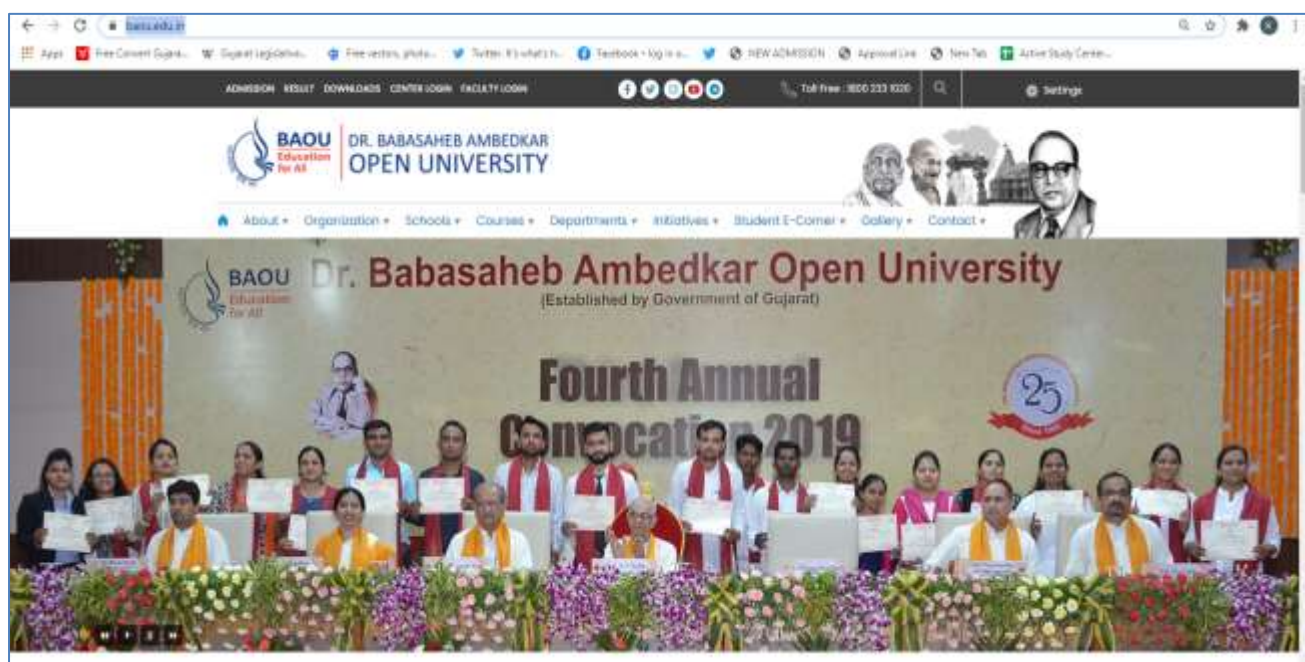 baou.edu.in
Apps Free Convert Gujara... Gujarat Legislative... Free vectors, photo... Twitter. It's what's h... Facebook - log in o... NEW ADMISSION Approval Link New Tab Active Study Center...
ADMISSION RESULT DOWNLOADS CENTER LOGIN FACULTY LOGIN Toll Free : 1800 233 1020 Settings
BAOU
Education
for All
DR. BABASAHEB AMBEDKAR
OPEN UNIVERSITY
About Organization Schools Courses Departments Initiatives Student E-Corner Gallery Contact
BAOU
Education
for All
Dr. Babasaheb Ambedkar Open University
(Established by Government of Gujarat)
Fourth Annual
Convocation 2019
25